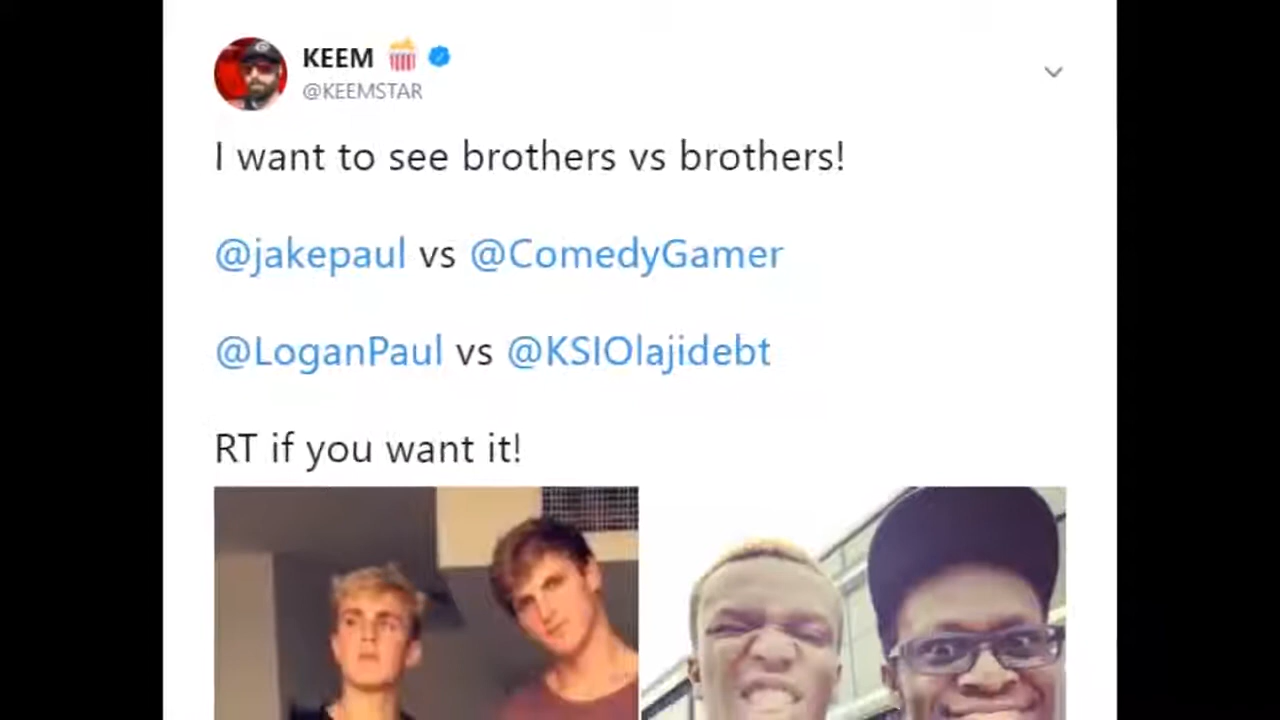 KEEM
@KEEMSTAR
I want to see brothers vs brothers!
@jakepaul vs @ComedyGamer
@LoganPaul vs @KSIOlajidebt
RT if you want it!